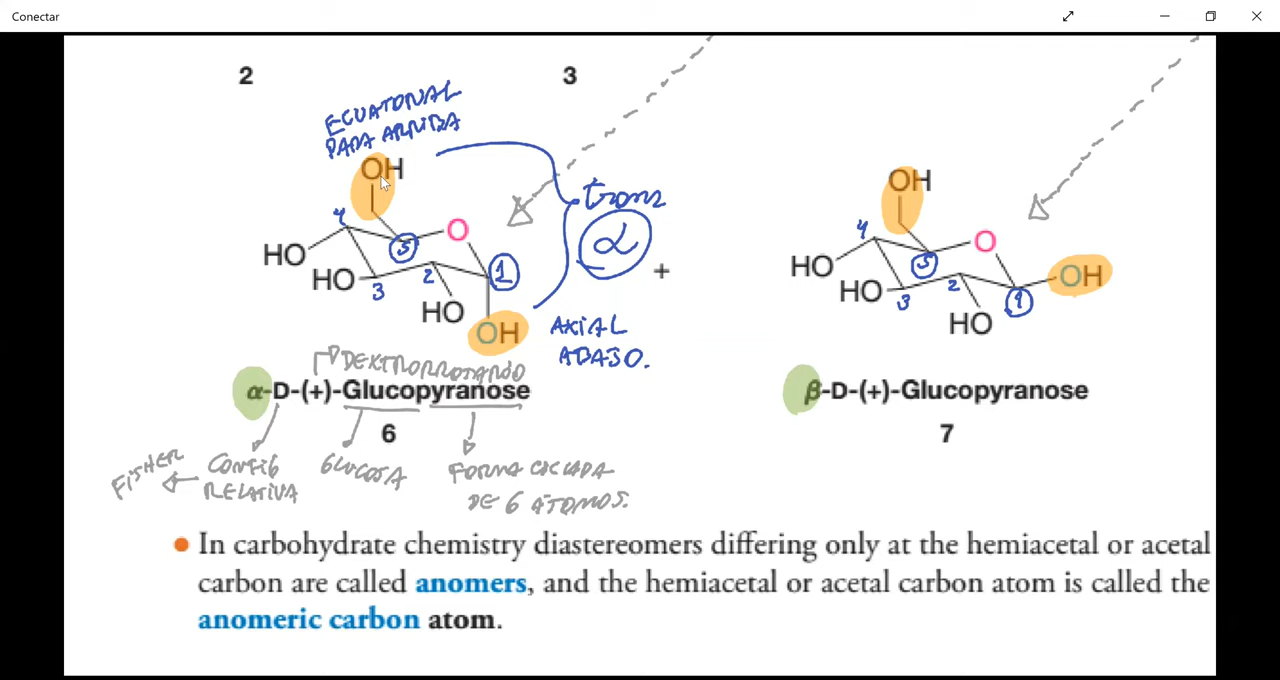 Conectar
2
3
ECUATORIAL
PARA ARRIBA
OH
O
HO
HO
HO
OH
4
5
3
2
1
trans
α
+
AXIAL
ABAJO.
OH
O
HO
HO
HO
OH
4
5
3
2
1
DEXTRORROTATORIO
α-D-(+)-Glucopyranose
β-D-(+)-Glucopyranose
6
7
FISHER
CONFIG
RELATIVA
GLUCOSA
FORMA CICLADA
DE 6 ÁTOMOS.
• In carbohydrate chemistry diastereomers differing only at the hemiacetal or acetal
carbon are called anomers, and the hemiacetal or acetal carbon atom is called the
anomeric carbon atom.